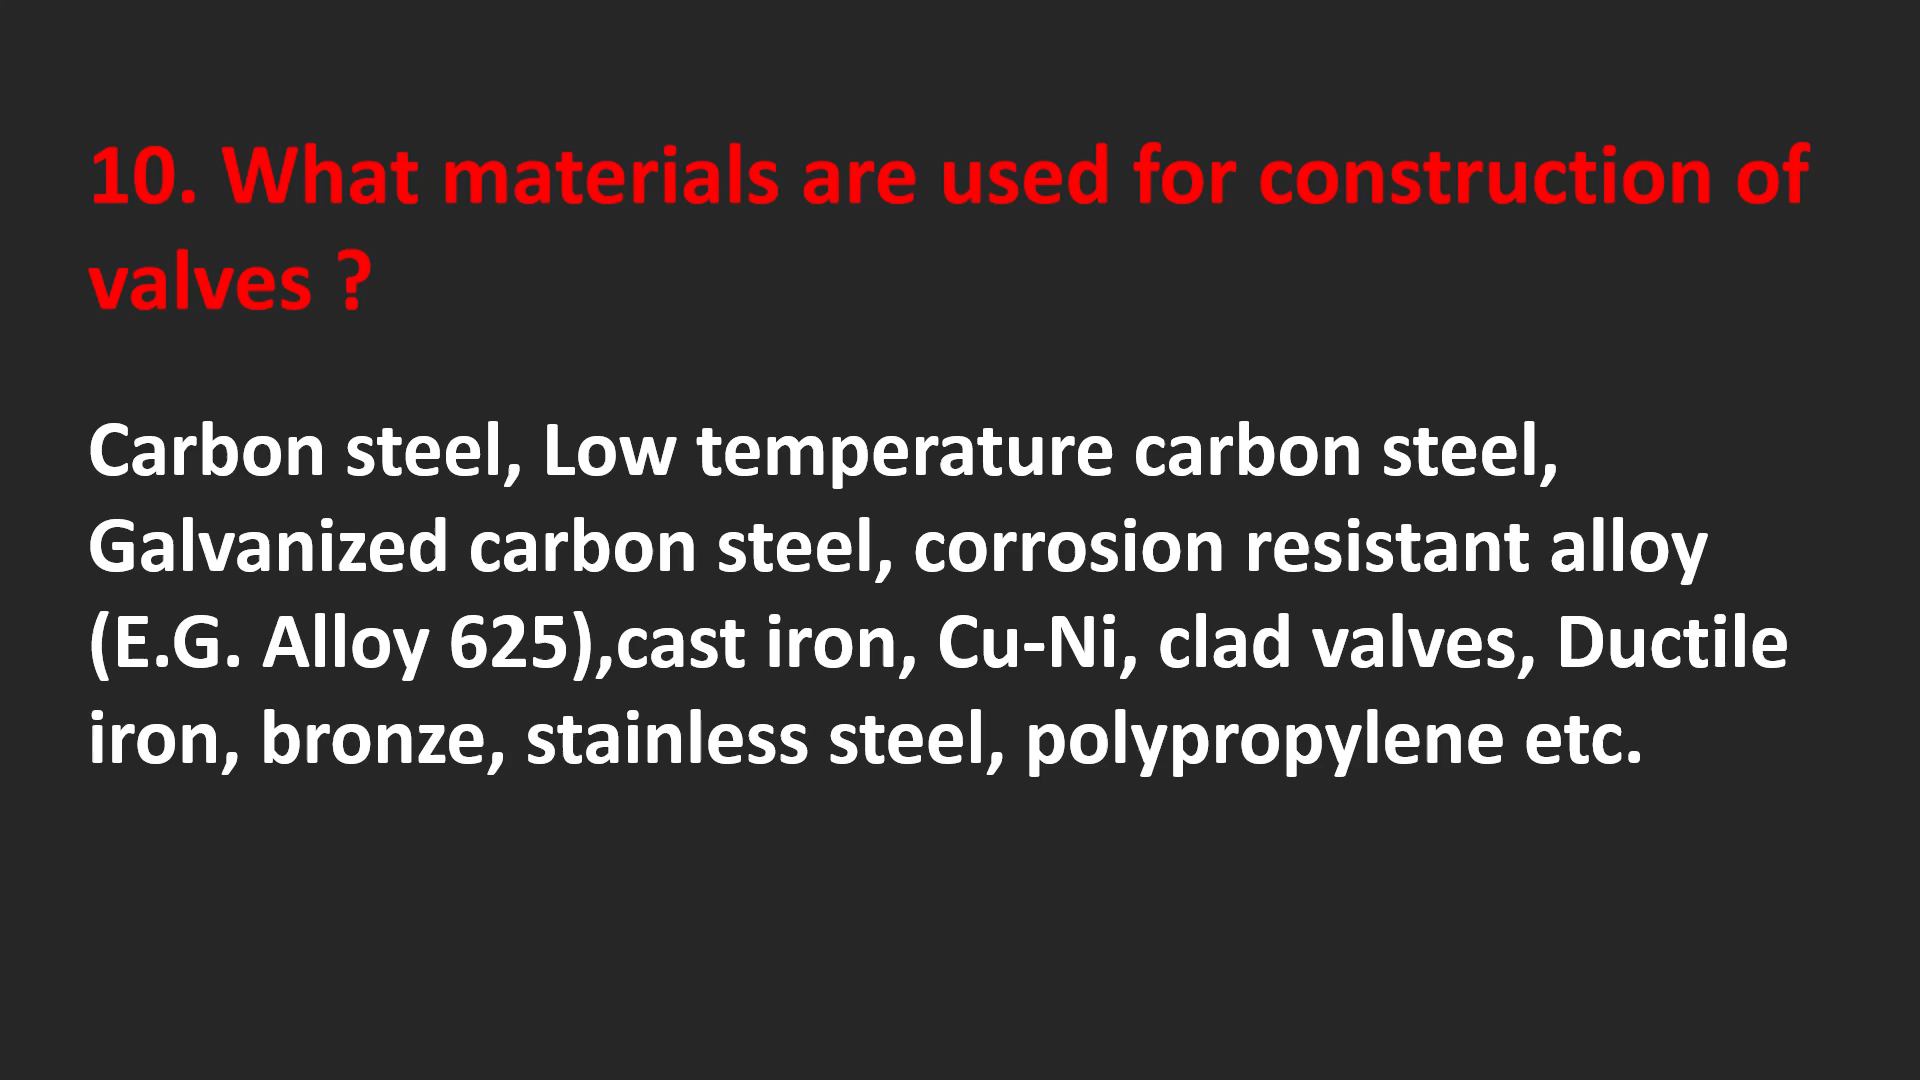 10. What materials are used for construction of
valves ?
Carbon steel, Low temperature carbon steel,
Galvanized carbon steel, corrosion resistant alloy
(E.G. Alloy 625),cast iron, Cu-Ni, clad valves, Ductile
iron, bronze, stainless steel, polypropylene etc.